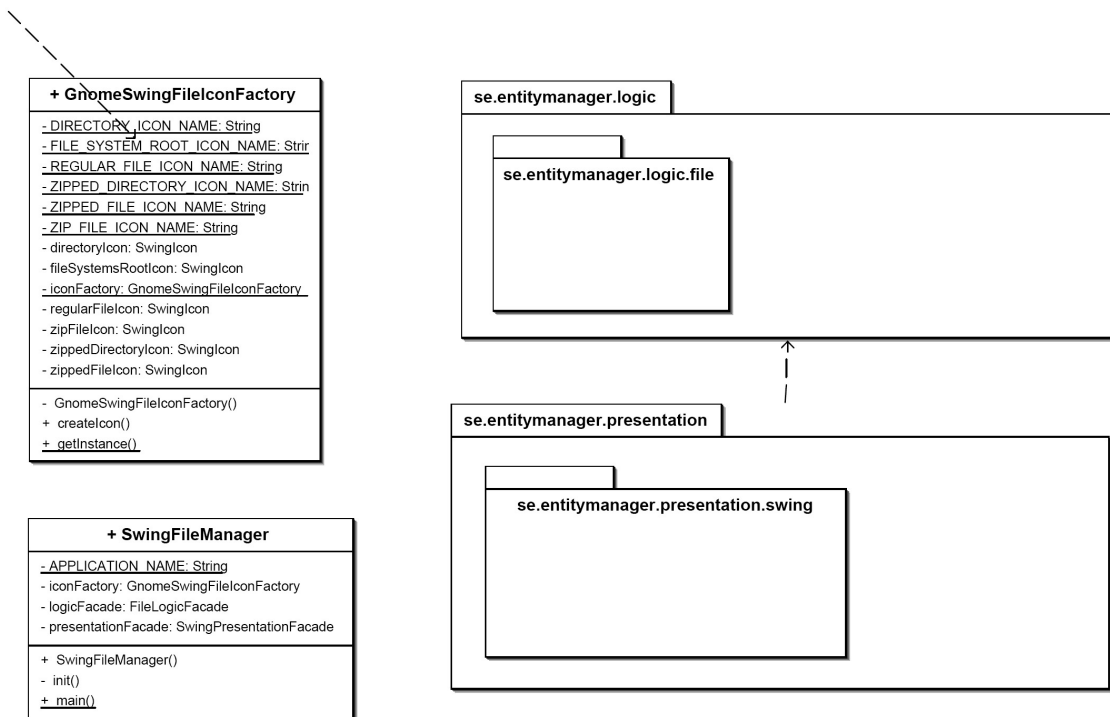 + GnomeSwingFileIconFactory
- DIRECTORY_ICON_NAME: String
- FILE_SYSTEM_ROOT_ICON_NAME: Strin
- REGULAR_FILE_ICON_NAME: String
- ZIPPED_DIRECTORY_ICON_NAME: Strin
- ZIPPED_FILE_ICON_NAME: String
- ZIP_FILE_ICON_NAME: String
- directoryIcon: SwingIcon
- fileSystemsRootIcon: SwingIcon
- iconFactory: GnomeSwingFileIconFactory
- regularFileIcon: SwingIcon
- zipFileIcon: SwingIcon
- zippedDirectoryIcon: SwingIcon
- zippedFileIcon: SwingIcon
- GnomeSwingFileIconFactory()
+ createIcon()
+ getInstance()
+ SwingFileManager
- APPLICATION_NAME: String
- iconFactory: GnomeSwingFileIconFactory
- logicFacade: FileLogicFacade
- presentationFacade: SwingPresentationFacade
+ SwingFileManager()
- init()
+ main()
se.entitymanager.logic
se.entitymanager.logic.file
se.entitymanager.presentation
se.entitymanager.presentation.swing